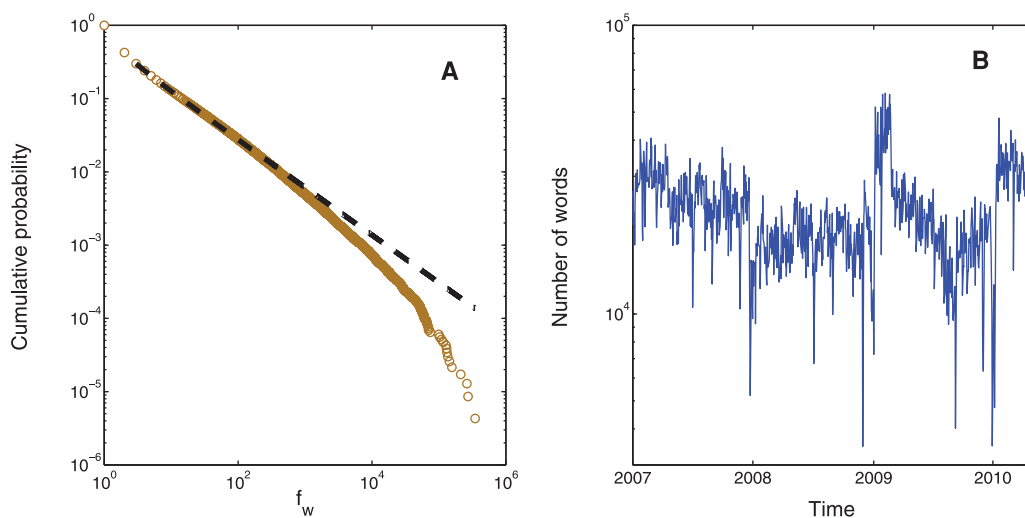 A
Cumulative probability
10^0
10^-1
10^-2
10^-3
10^-4
10^-5
10^-6
10^0 10^2 10^4 10^6
f_w
B
Number of words
10^5
10^4
2007 2008 2009 2010
Time